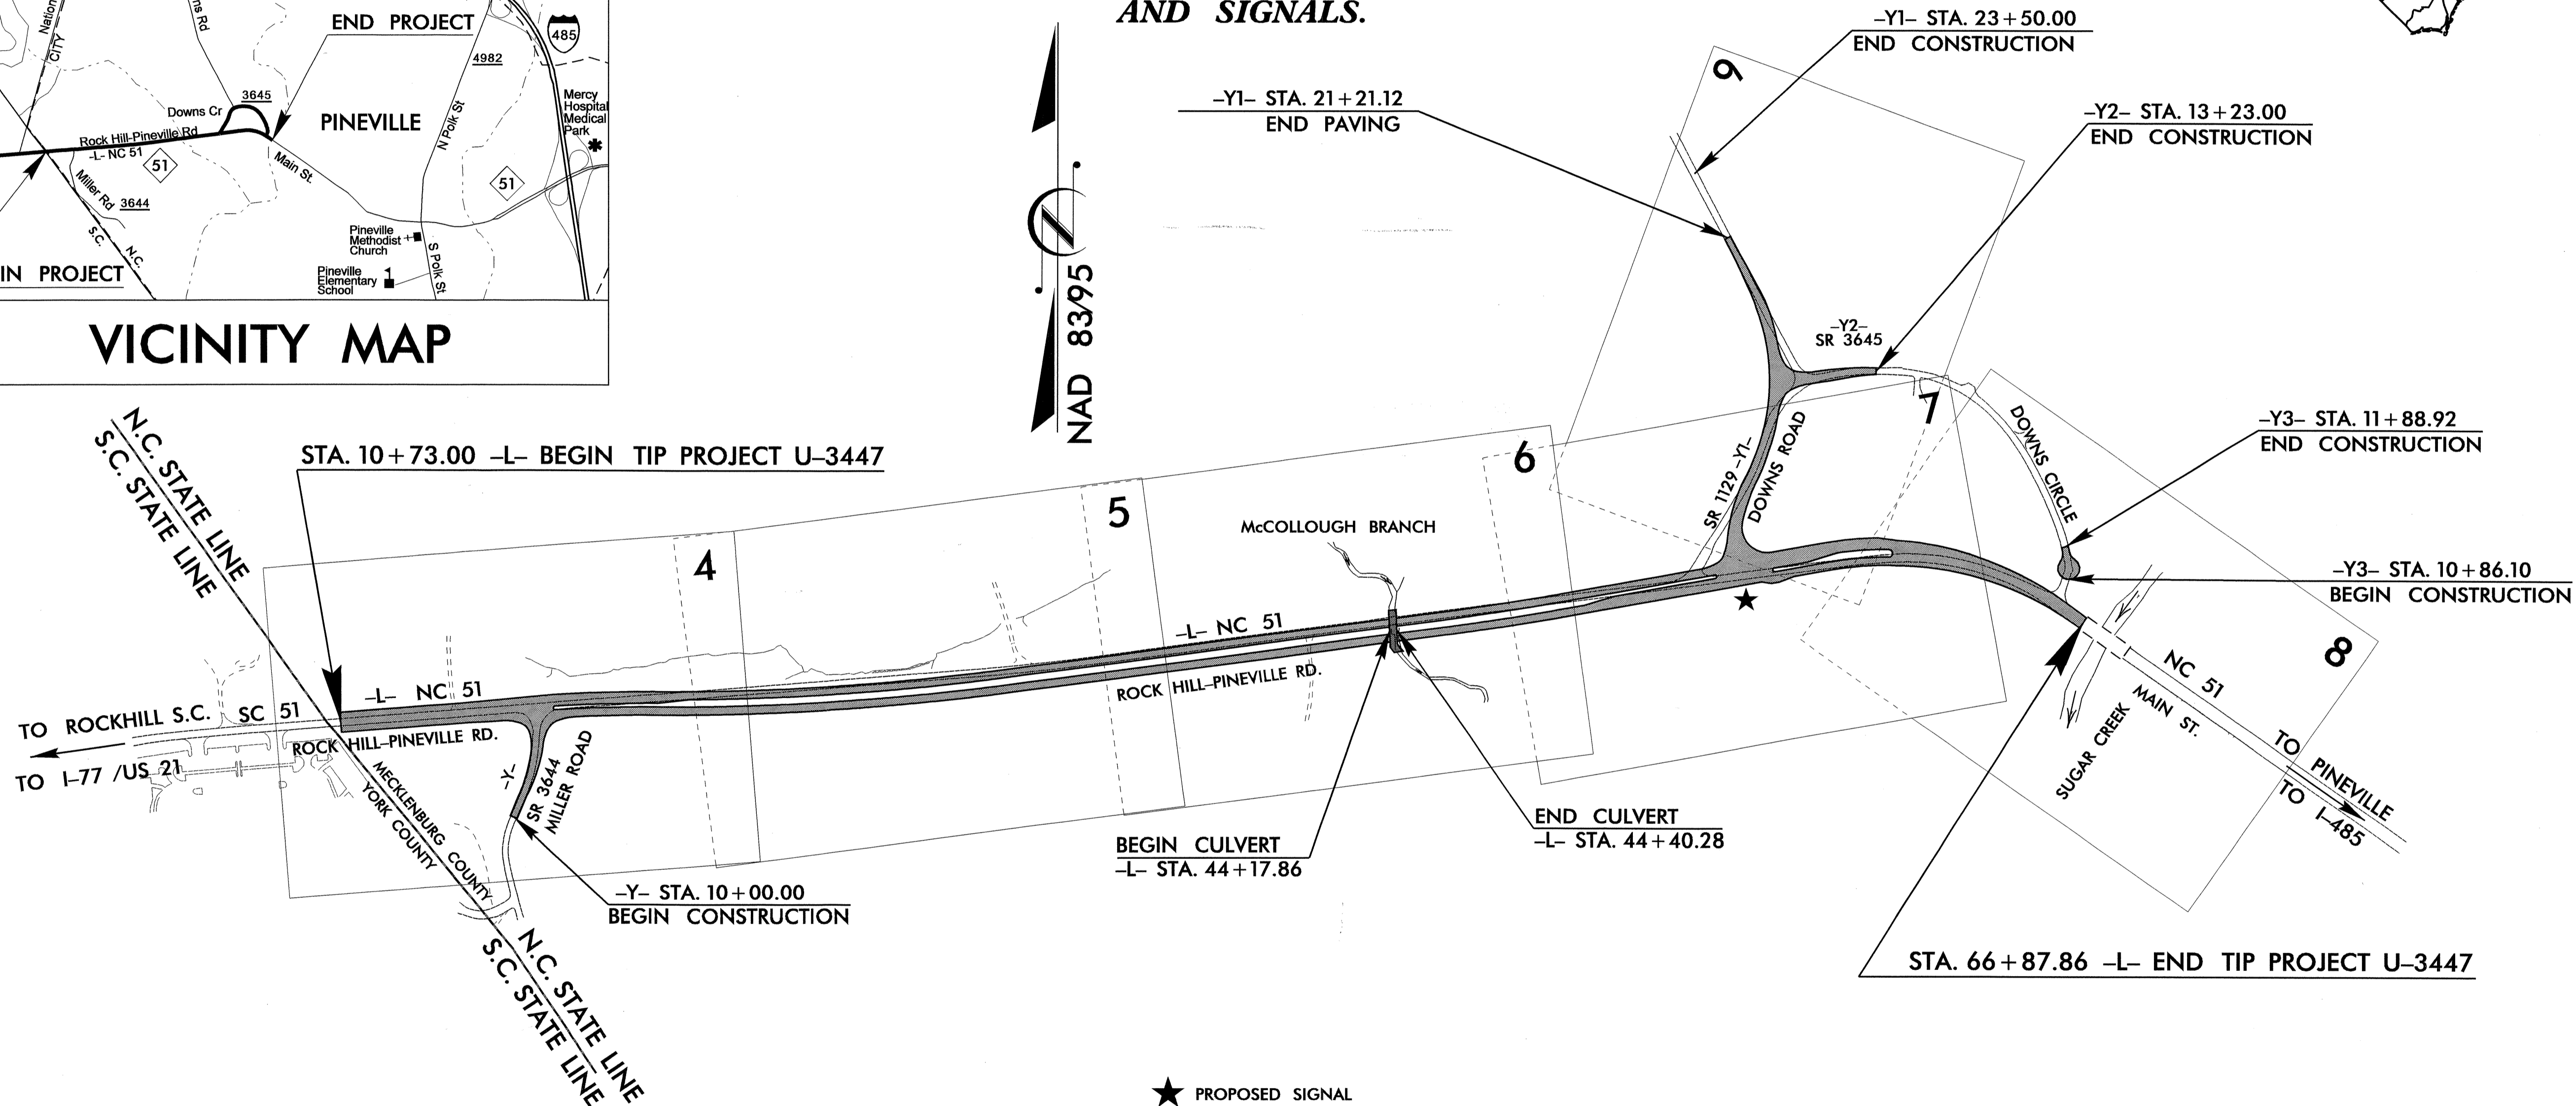 AND SIGNALS.
END PROJECT
485
4982
CITY
Downs Cr
3645
PINEVILLE
N Polk St
Mercy
Hospital
Medical
Park
Rock Hill-Pineville Rd
-L- NC 51
51
Main St.
51
Miller Rd
3644
S.C.
N.C.
Pineville
Methodist
Church
S Polk St
Pineville
Elementary
School
IN PROJECT
VICINITY MAP
NAD 83/95
–Y1– STA. 23+50.00
END CONSTRUCTION
–Y1– STA. 21+21.12
END PAVING
–Y2– STA. 13+23.00
END CONSTRUCTION
9
–Y2–
SR 3645
7
DOWNS CIRCLE
–Y3– STA. 11+88.92
END CONSTRUCTION
–Y3– STA. 10+86.10
BEGIN CONSTRUCTION
SR 1129 –Y1–
DOWNS ROAD
N.C. STATE LINE
S.C. STATE LINE
STA. 10+73.00 –L– BEGIN TIP PROJECT U–3447
4
5
6
McCOLLOUGH BRANCH
–L– NC 51
ROCK HILL–PINEVILLE RD.
–L– NC 51
ROCK HILL–PINEVILLE RD.
TO ROCKHILL S.C.
SC 51
TO I–77 /US 21
MECKLENBURG COUNTY
YORK COUNTY
–Y–
SR 3644
MILLER ROAD
–Y– STA. 10+00.00
BEGIN CONSTRUCTION
BEGIN CULVERT
–L– STA. 44+17.86
END CULVERT
–L– STA. 44+40.28
8
NC 51
MAIN ST.
SUGAR CREEK
TO PINEVILLE
TO I–485
STA. 66+87.86 –L– END TIP PROJECT U–3447
N.C. STATE LINE
S.C. STATE LINE
PROPOSED SIGNAL